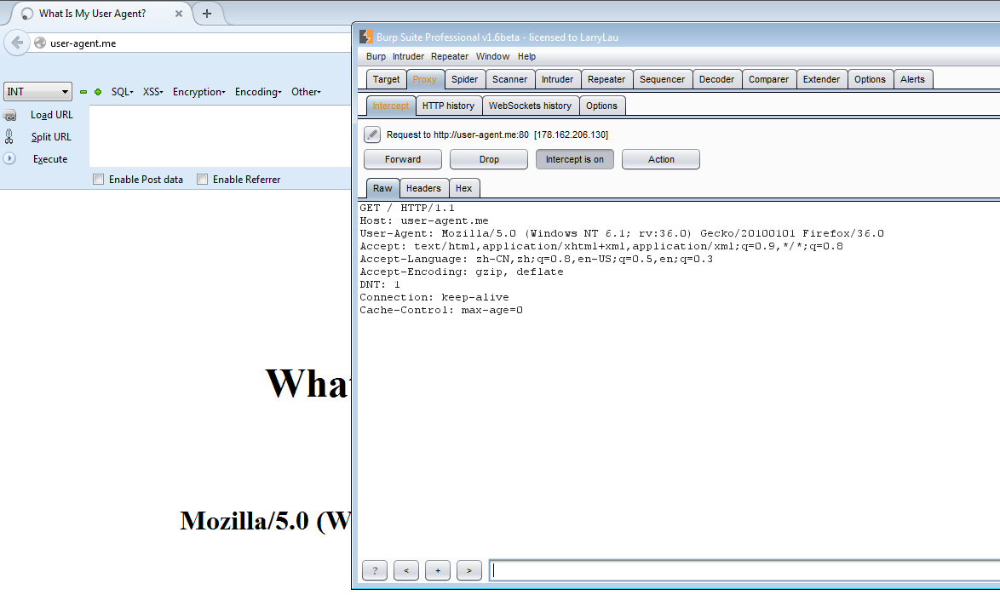 What Is My User Agent?
user-agent.me
INT
SQL
XSS
Encryption
Encoding
Other
Load URL
Split URL
Execute
Enable Post data
Enable Referrer
What
Mozilla/5.0 (W
Burp Suite Professional v1.6beta - licensed to LarryLau
Burp Intruder Repeater Window Help
Target Proxy Spider Scanner Intruder Repeater Sequencer Decoder Comparer Extender Options Alerts
Intercept HTTP history WebSockets history Options
Request to http://user-agent.me:80 [178.162.206.130]
Forward Drop Intercept is on Action
Raw Headers Hex
GET / HTTP/1.1
Host: user-agent.me
User-Agent: Mozilla/5.0 (Windows NT 6.1; rv:36.0) Gecko/20100101 Firefox/36.0
Accept: text/html,application/xhtml+xml,application/xml;q=0.9,*/*;q=0.8
Accept-Language: zh-CN,zh;q=0.8,en-US;q=0.5,en;q=0.3
Accept-Encoding: gzip, deflate
DNT: 1
Connection: keep-alive
Cache-Control: max-age=0
? < + >